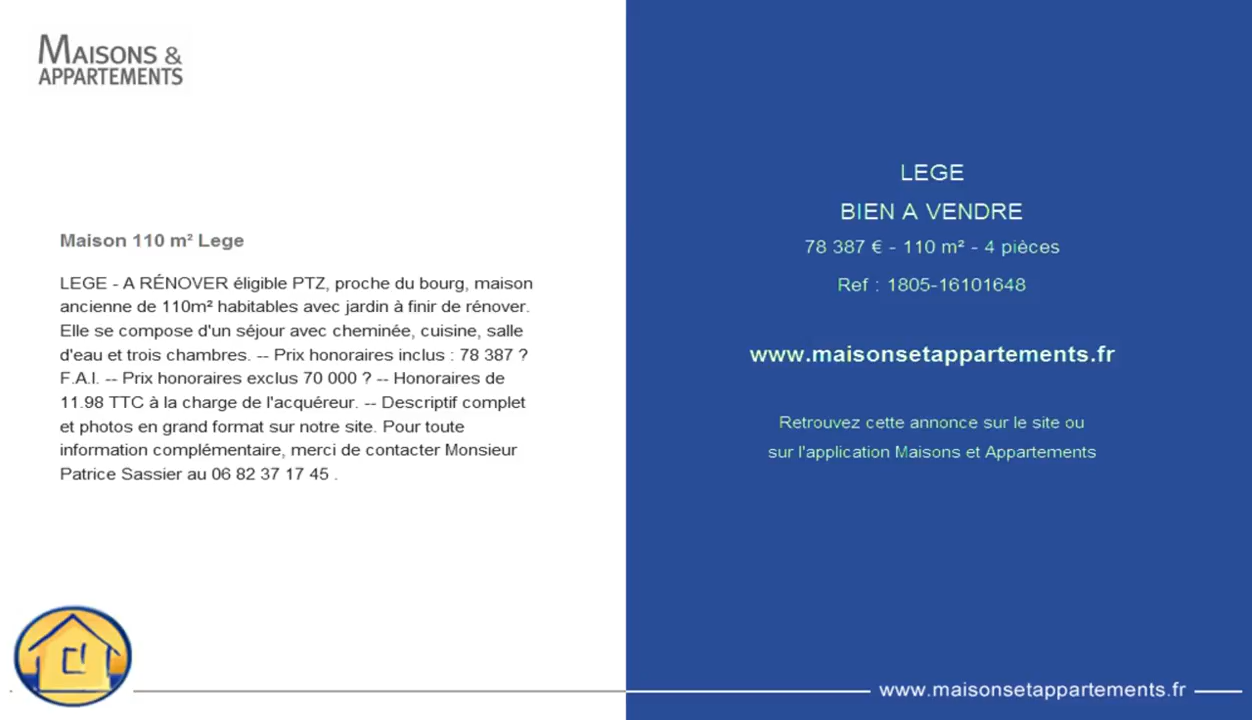 MAISONS &
APPARTEMENTS
Maison 110 m² Lege
LEGE - A RÉNOVER éligible PTZ, proche du bourg, maison
ancienne de 110m² habitables avec jardin à finir de rénover.
Elle se compose d'un séjour avec cheminée, cuisine, salle
d'eau et trois chambres. -- Prix honoraires inclus : 78 387 ?
F.A.I. -- Prix honoraires exclus 70 000 ? -- Honoraires de
11.98 TTC à la charge de l'acquéreur. -- Descriptif complet
et photos en grand format sur notre site. Pour toute
information complémentaire, merci de contacter Monsieur
Patrice Sassier au 06 82 37 17 45 .
LEGE
BIEN A VENDRE
78 387 € - 110 m² - 4 pièces
Ref : 1805-16101648
www.maisonsetappartements.fr
Retrouvez cette annonce sur le site ou
sur l'application Maisons et Appartements
www.maisonsetappartements.fr